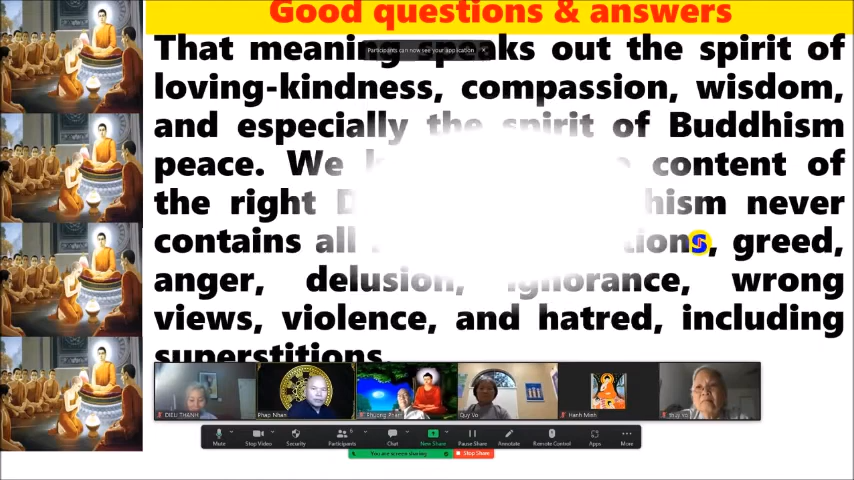 Good questions & answers
That meaning speaks out the spirit of
Participants can now see your application
loving-kindness, compassion, wisdom,
and especially the spirit of Buddhism
peace. We content of
the right never
contains all greed,
anger, delusion, ignorance, wrong
views, violence, and hatred, including
superstitions.
DIEU THANH
Phap Nhan
Phuong Pham
Quy Vo
Hanh Minh
Mute
Stop Video
Security
Participants
6
Chat
New Share
Pause Share
Annotate
Remote Control
Apps
More
You are screen sharing
Stop Share